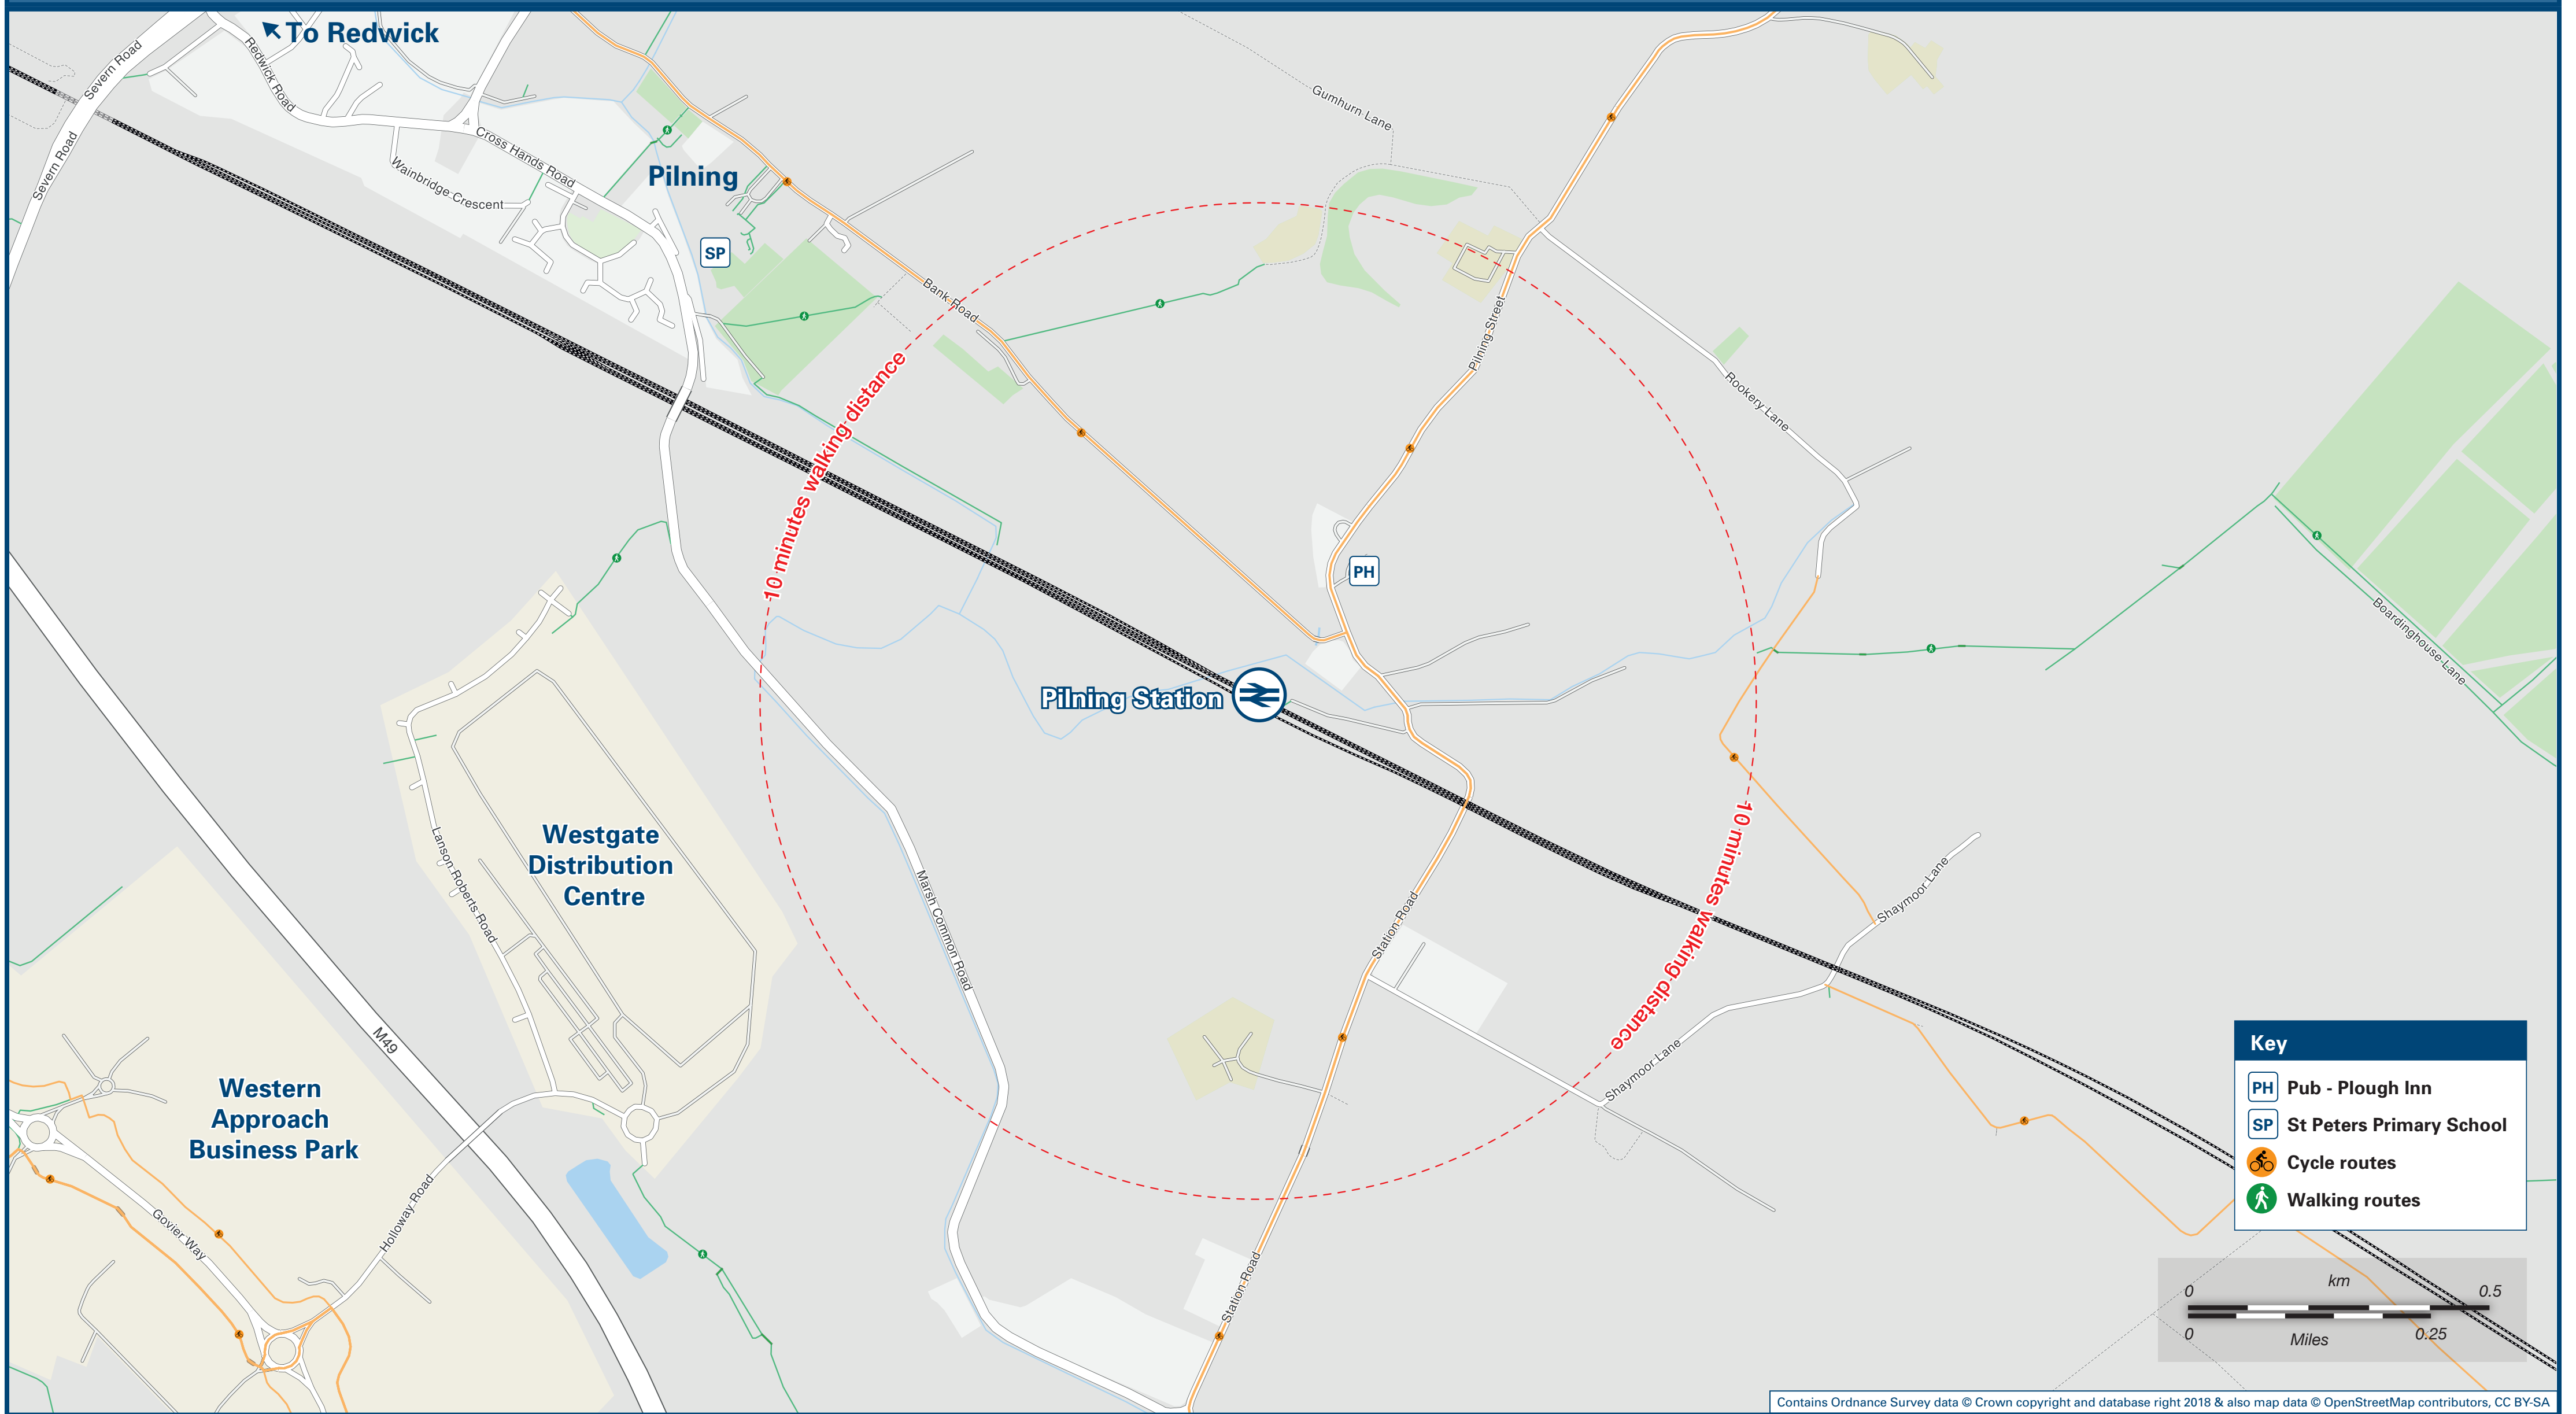 To Redwick
Severn Road
Redwick Road
Severn Road
Cross Hands Road
Wainbridge Crescent
Pilning
SP
Gumhurn Lane
Bank Road
Pilning Street
Rookery Lane
10 minutes walking distance
PH
Boardinghouse Lane
Pilning Station
Westgate
Distribution
Centre
Lanson Roberts Road
Marsh Common Road
Station Road
10 minutes walking distance
Shaymoor Lane
Shaymoor Lane
M49
Western
Approach
Business Park
Govier Way
Holloway Road
Station Road
Key
PH Pub - Plough Inn
SP St Peters Primary School
Cycle routes
Walking routes
km
0 0.5
0 0.25
Miles
Contains Ordnance Survey data © Crown copyright and database right 2018 & also map data © OpenStreetMap contributors, CC BY-SA